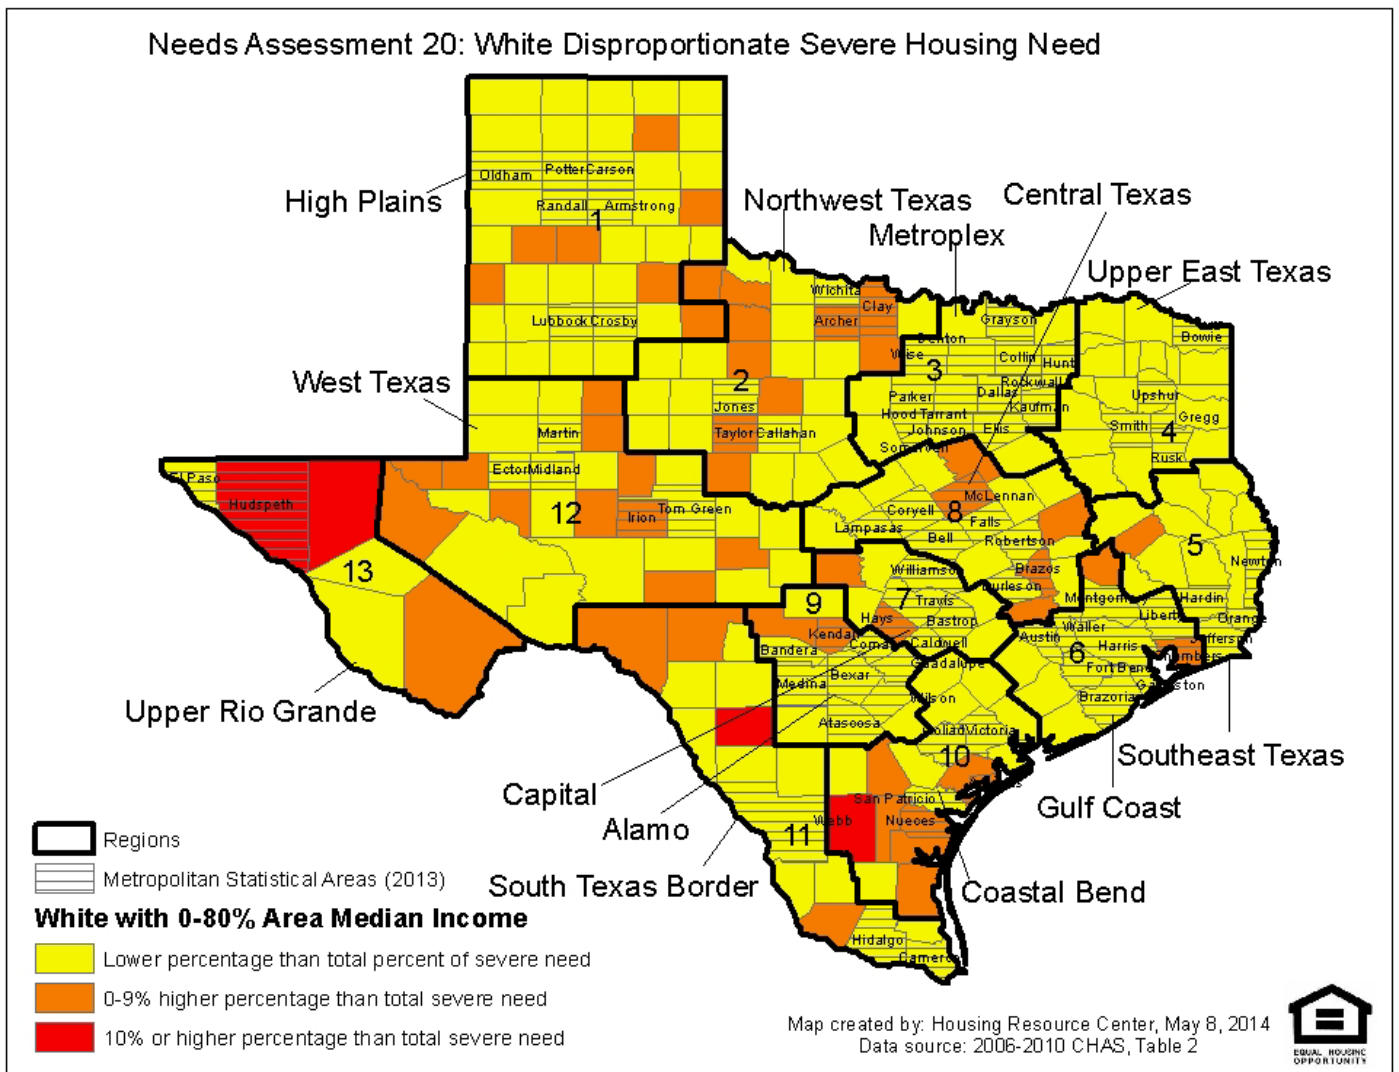 Needs Assessment 20: White Disproportionate Severe Housing Need
High Plains
Oldham
Potter Carson
Randall
Armstrong
1
Northwest Texas
Central Texas
Metroplex
Upper East Texas
Wichita
Clay
Archer
Lubbock Crosby
Grayson
Bowie
Denton
Wise
Collin
Hunt
3
2
West Texas
Rockwall
Parker
Dallas
Upshur
Jones
Kaufman
Hood Tarrant
Gregg
Johnson
Ellis
Smith
4
Martin
Taylor Callahan
Somervell
Rusk
El Paso
Ector Midland
Hudspeth
McLennan
12
Irion
Tom Green
Coryell
8
Falls
Lampasas
Bell
Robertson
5
Newton
13
Williamson
Brazos
Burleson
9
7
Travis
Montgomery
Hardin
Hays
Bastrop
Liberty
Orange
Kendall
Caldwell
Austin
Waller
Jefferson
Bandera
Comal
Harris
Chambers
6
Guadalupe
Fort Bend
Medina
Bexar
Galveston
Wilson
Brazoria
Upper Rio Grande
Atascosa
Goliad Victoria
10
Southeast Texas
Capital
San Patricio
Gulf Coast
Alamo
11
Webb
Nueces
South Texas Border
Coastal Bend
Hidalgo
Cameron
Regions
Metropolitan Statistical Areas (2013)
White with 0-80% Area Median Income
Lower percentage than total percent of severe need
0-9% higher percentage than total severe need
10% or higher percentage than total severe need
Map created by: Housing Resource Center, May 8, 2014
Data source: 2006-2010 CHAS, Table 2
EQUAL HOUSING
OPPORTUNITY